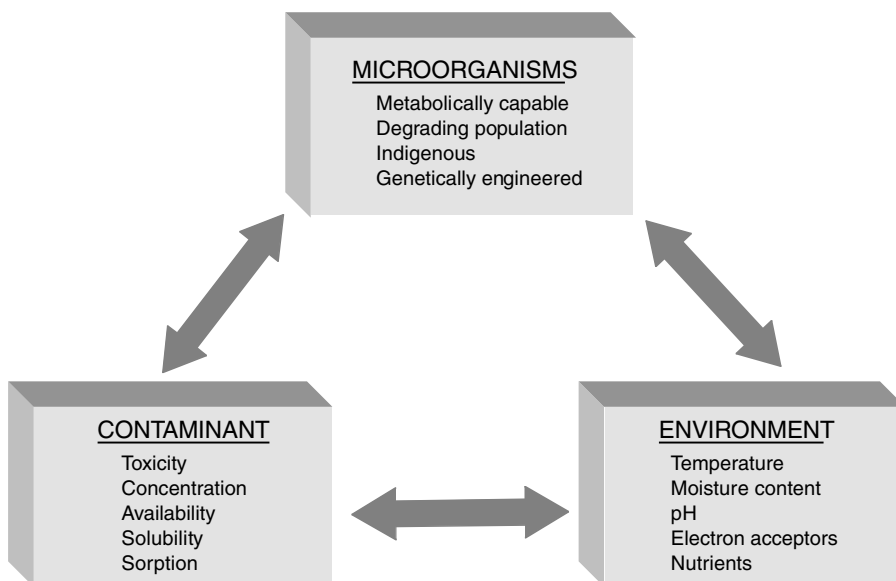 MICROORGANISMS
Metabolically capable
Degrading population
Indigenous
Genetically engineered
CONTAMINANT
Toxicity
Concentration
Availability
Solubility
Sorption
ENVIRONMENT
Temperature
Moisture content
pH
Electron acceptors
Nutrients